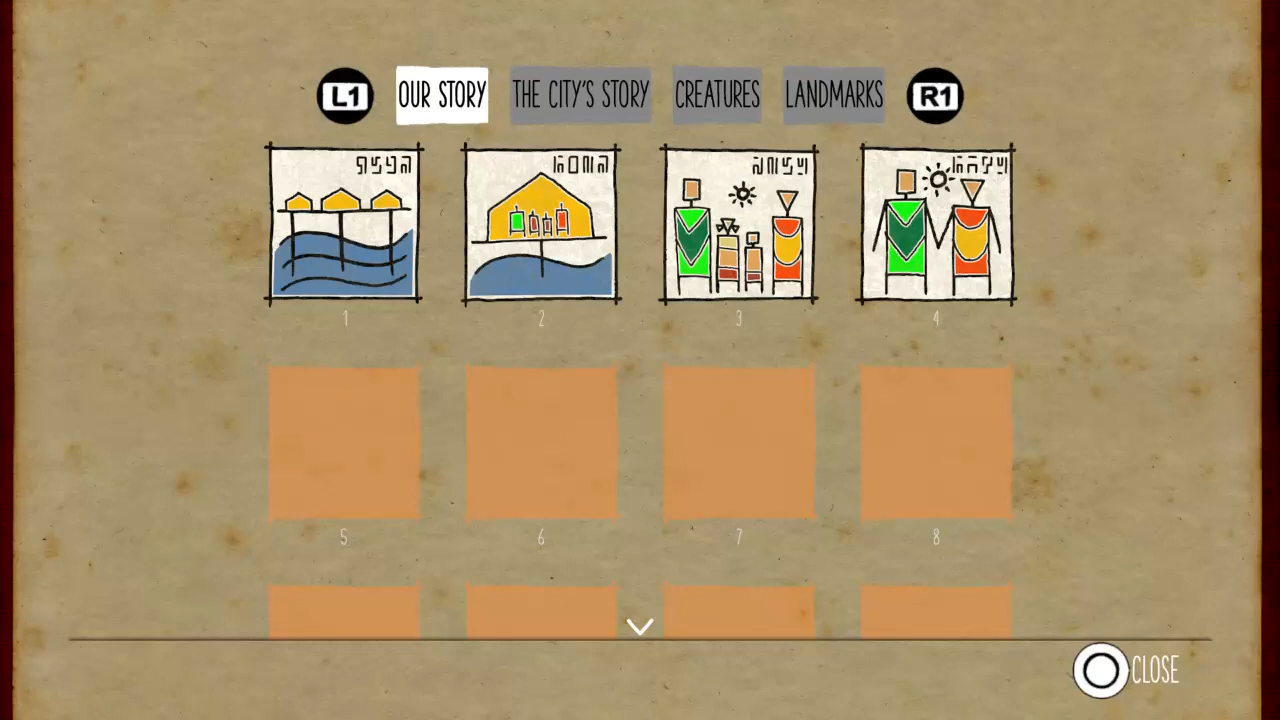 L1 OUR STORY THE CITY'S STORY CREATURES LANDMARKS R1
1 2 3 4
5 6 7 8
CLOSE